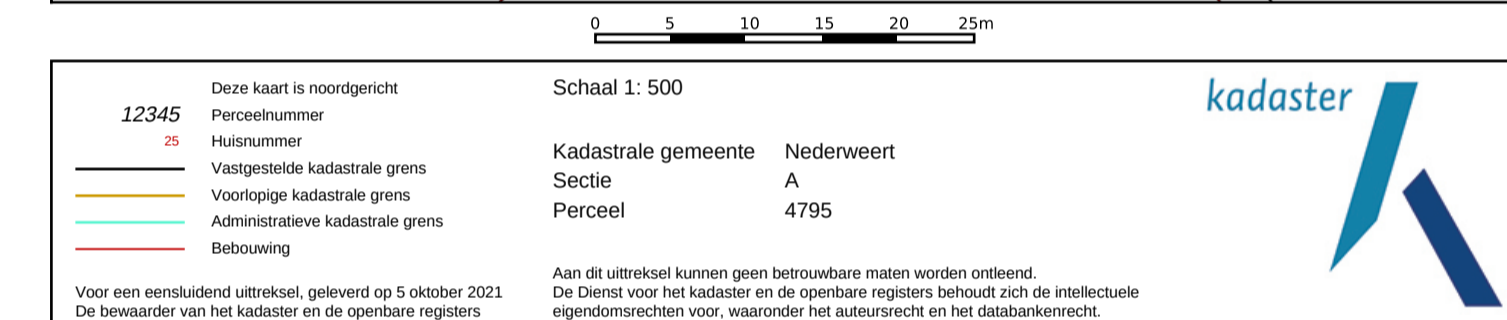 0 5 10 15 20 25m
Deze kaart is noordgericht
12345 Perceelnummer
25 Huisnummer
Vastgestelde kadastrale grens
Voorlopige kadastrale grens
Administratieve kadastrale grens
Bebouwing
Voor een eensluidend uittreksel, geleverd op 5 oktober 2021
De bewaarder van het kadaster en de openbare registers
Schaal 1: 500
Kadastrale gemeente Nederweert
Sectie A
Perceel 4795
Aan dit uittreksel kunnen geen betrouwbare maten worden ontleend.
De Dienst voor het kadaster en de openbare registers behoudt zich de intellectuele
eigendomsrechten voor, waaronder het auteursrecht en het databankenrecht.
kadaster